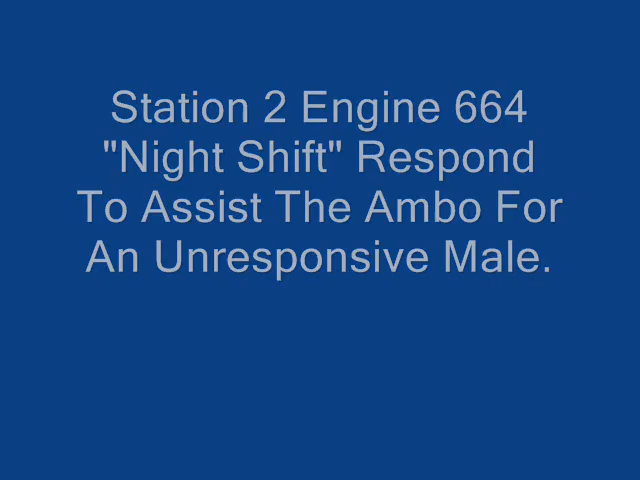 Station 2 Engine 664
"Night Shift" Respond
To Assist The Ambo For
An Unresponsive Male.